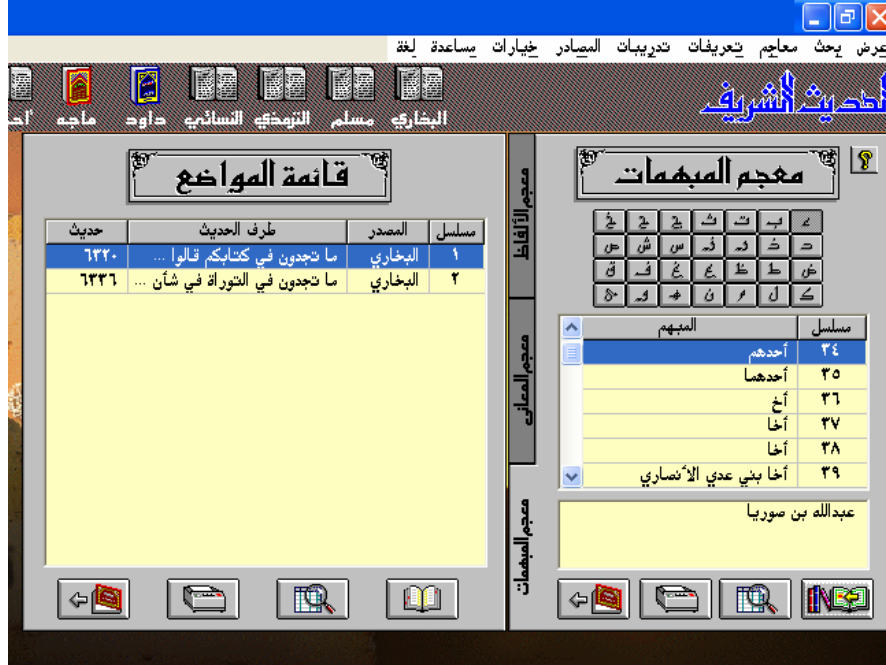 عرض بحث معاجم تعريفات تدريبات المصادر خيارات مساعدة لغة
الحديث الشريف
البخاري مسلم الترمذي النسائي داود ماجه
معجم المبهمات
ء ب ت ث ج ح خ
د ذ ر ز س ش ص
ض ط ظ ع غ ف ق
ك ل م ن ه و
مسلسل المبهم
٣٤ أحدهم
٣٥ أحدهما
٣٦ أخ
٣٧ أخا
٣٨ أخا
٣٩ أخا بني عدي الأنصاري
عبدالله بن صوريا
معجم الألفاظ
معجم المعاني
معجم المبهمات
قائمة المواضع
مسلسل المصدر طرف الحديث حديث
١ البخاري ما تجدون في كتابكم قالوا ... ٦٣٢٠
٢ البخاري ما تجدون في التوراة في شأن ... ٦٣٣٦